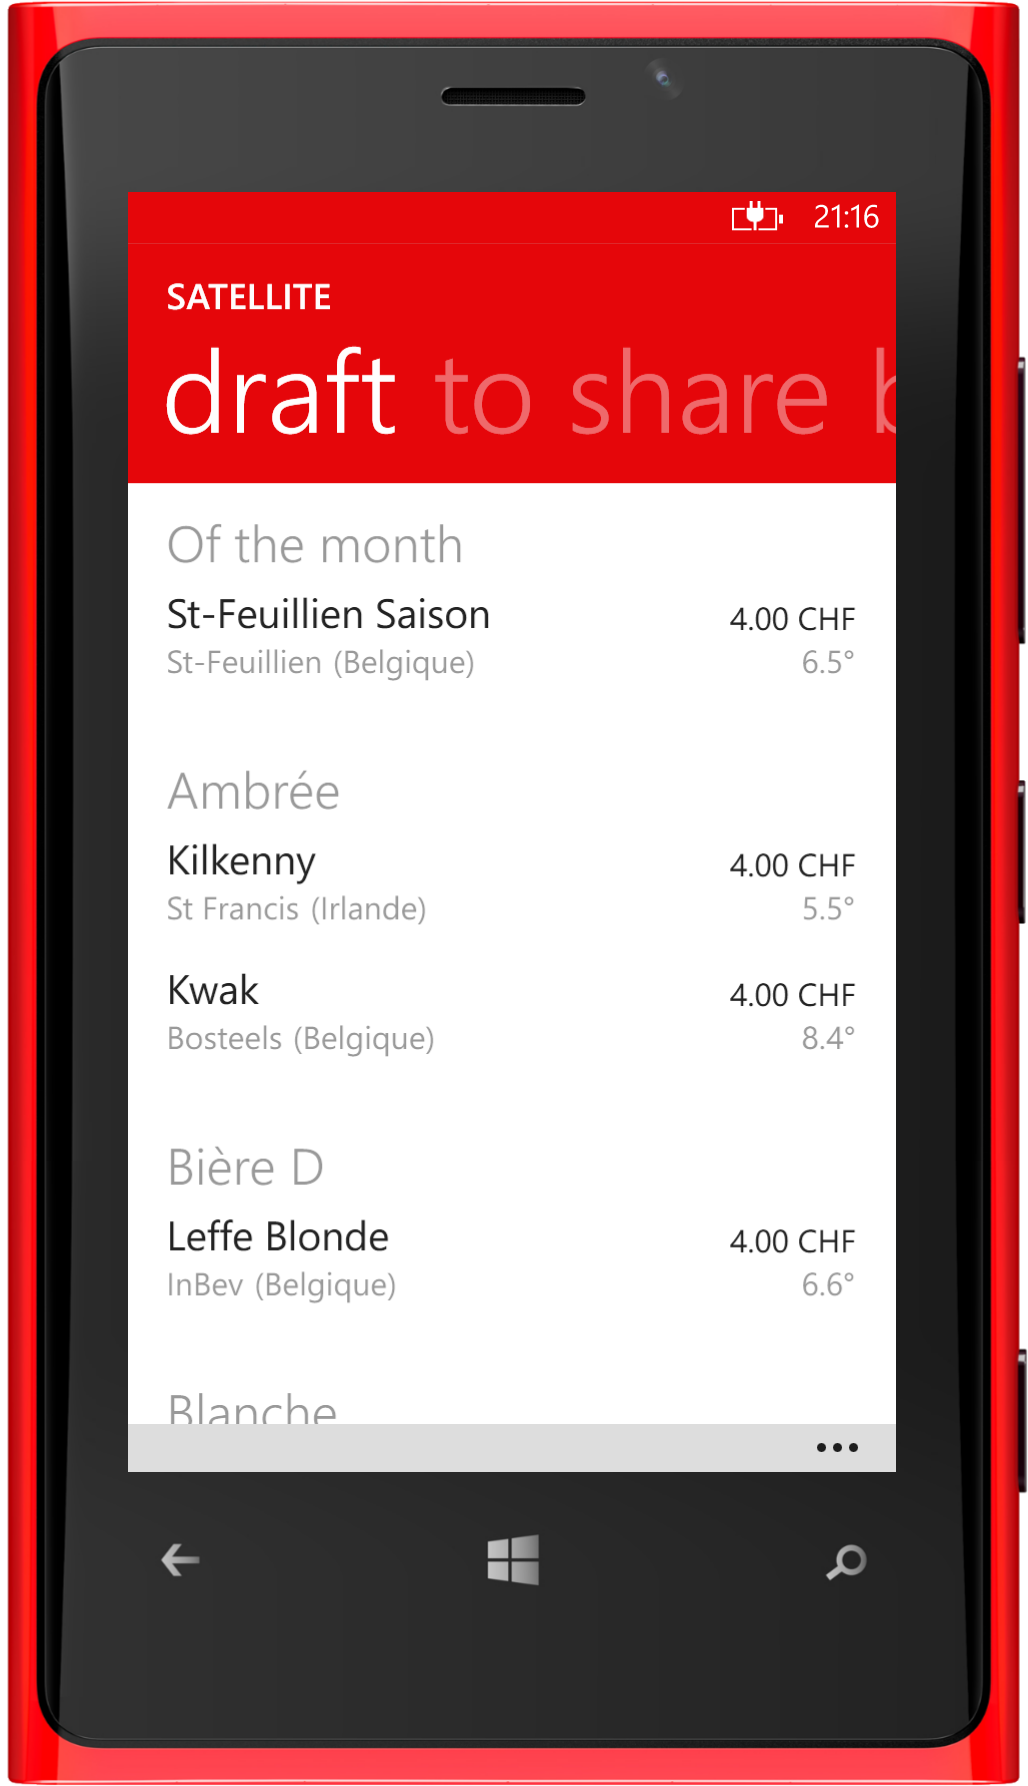 21:16
SATELLITE
draft to share b
Of the month
St-Feuillien Saison 4.00 CHF
St-Feuillien (Belgique) 6.5°
Ambrée
Kilkenny 4.00 CHF
St Francis (Irlande) 5.5°
Kwak 4.00 CHF
Bosteels (Belgique) 8.4°
Bière D
Leffe Blonde 4.00 CHF
InBev (Belgique) 6.6°
Blanche